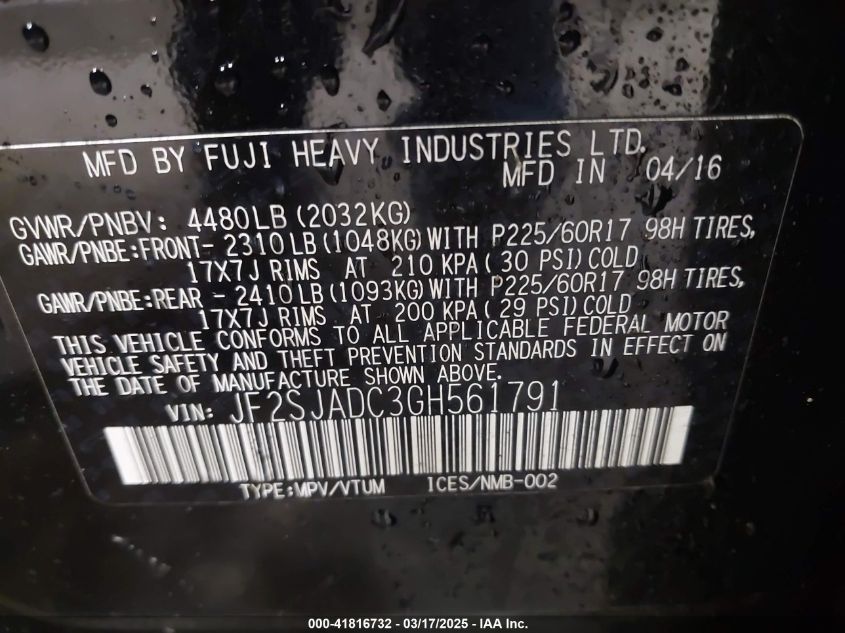 MFD BY FUJI HEAVY INDUSTRIES LTD.
MFD IN 04/16
GVWR/PNBV: 4480LB (2032KG)
GAWR/PNBE:FRONT- 2310LB (1048KG) WITH P225/60R17 98H TIRES,
17X7J RIMS AT 210 KPA ( 30 PSI) COLD
GAWR/PNBE:REAR - 2410LB (1093KG) WITH P225/60R17 98H TIRES,
17X7J RIMS AT 200 KPA ( 29 PSI) COLD
THIS VEHICLE CONFORMS TO ALL APPLICABLE FEDERAL MOTOR
VEHICLE SAFETY AND THEFT PREVENTION STANDARDS IN EFFECT ON
THE DATE OF MANUFACTURE SHOWN ABOVE.
VIN: JF2SJADC3GH561791
TYPE:MPV/VTUM ICES/NMB-002
000-41816732 — 03/17/2025 — IAA Inc.